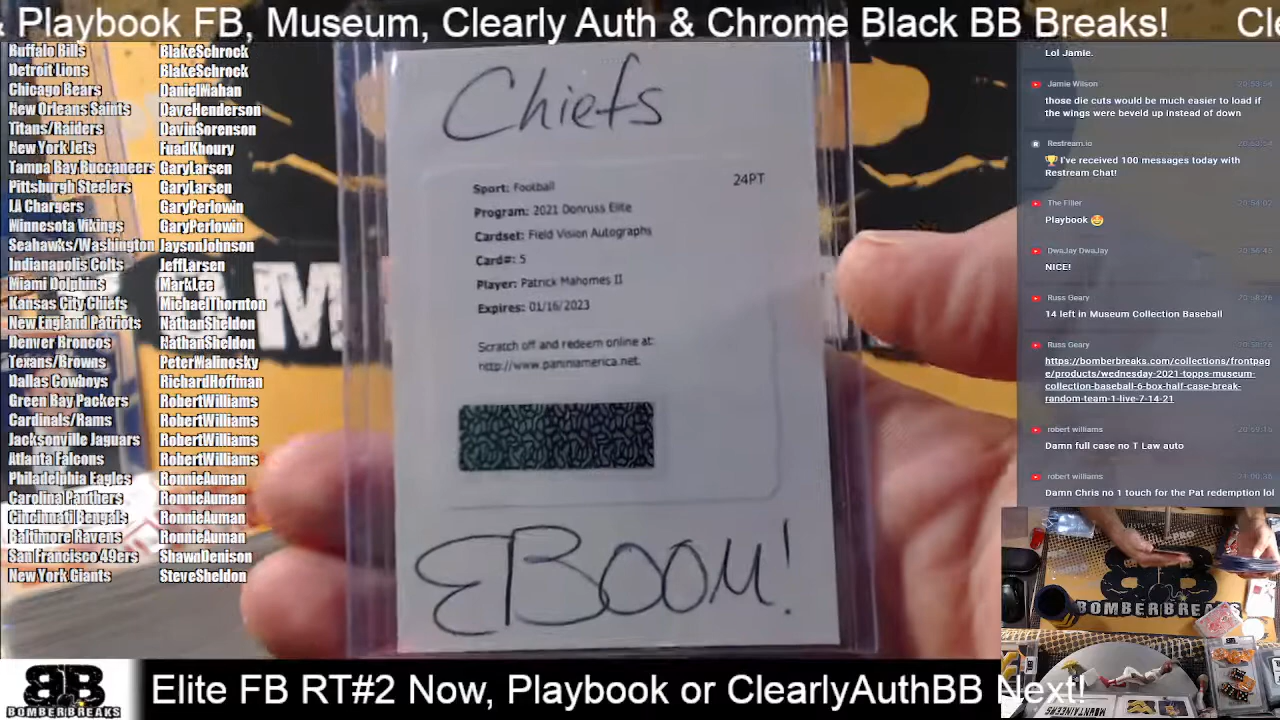 & Playbook FB, Museum, Clearly Auth & Chrome Black BB Breaks! Cle
Buffalo Bills BlakeSchrock
Detroit Lions BlakeSchrock
Chicago Bears DanielMahan
New Orleans Saints DaveHenderson
Titans/Raiders DavinSorenson
New York Jets FuadKhoury
Tampa Bay Buccaneers GaryLarsen
Pittsburgh Steelers GaryLarsen
LA Chargers GaryPerlowin
Minnesota Vikings GaryPerlowin
Seahawks/Washington JaysonJohnson
Indianapolis Colts JeffLarsen
Miami Dolphins MarkLee
Kansas City Chiefs MichaelThornton
New England Patriots NathanSheldon
Denver Broncos NathanSheldon
Texans/Browns PeterMalinosky
Dallas Cowboys RichardHoffman
Green Bay Packers RobertWilliams
Cardinals/Rams RobertWilliams
Jacksonville Jaguars RobertWilliams
Atlanta Falcons RobertWilliams
Philadelphia Eagles RonnieAuman
Carolina Panthers RonnieAuman
Cincinnati Bengals RonnieAuman
Baltimore Ravens RonnieAuman
San Francisco 49ers ShawnDenison
New York Giants SteveSheldon
Chiefs
24PT
Sport: Football
Program: 2021 Donruss Elite
Cardset: Field Vision Autographs
Card#: 5
Player: Patrick Mahomes II
Expires: 01/16/2023
Scratch off and redeem online at:
http://www.paniniamerica.net.
BOOM!
Lol Jamie.
Jamie Wilson
those die cuts would be much easier to load if
the wings were beveld up instead of down
Restream.io
🏆 I've received 100 messages today with
Restream Chat!
The Filler
Playbook 🤩
DwaJay DwaJay
NICE!
Russ Geary
14 left in Museum Collection Baseball
Russ Geary
https://bomberbreaks.com/collections/frontpag
e/products/wednesday-2021-topps-museum-
collection-baseball-6-box-half-case-break-
random-team-1-live-7-14-21
robert williams
Damn full case no T Law auto
robert williams
Damn Chris no 1 touch for the Pat redemption lol
BOMBERBREAKS
MOUNTAINEERS
BOMBERBREAKS
Elite FB RT#2 Now, Playbook or ClearlyAuthBB Next!